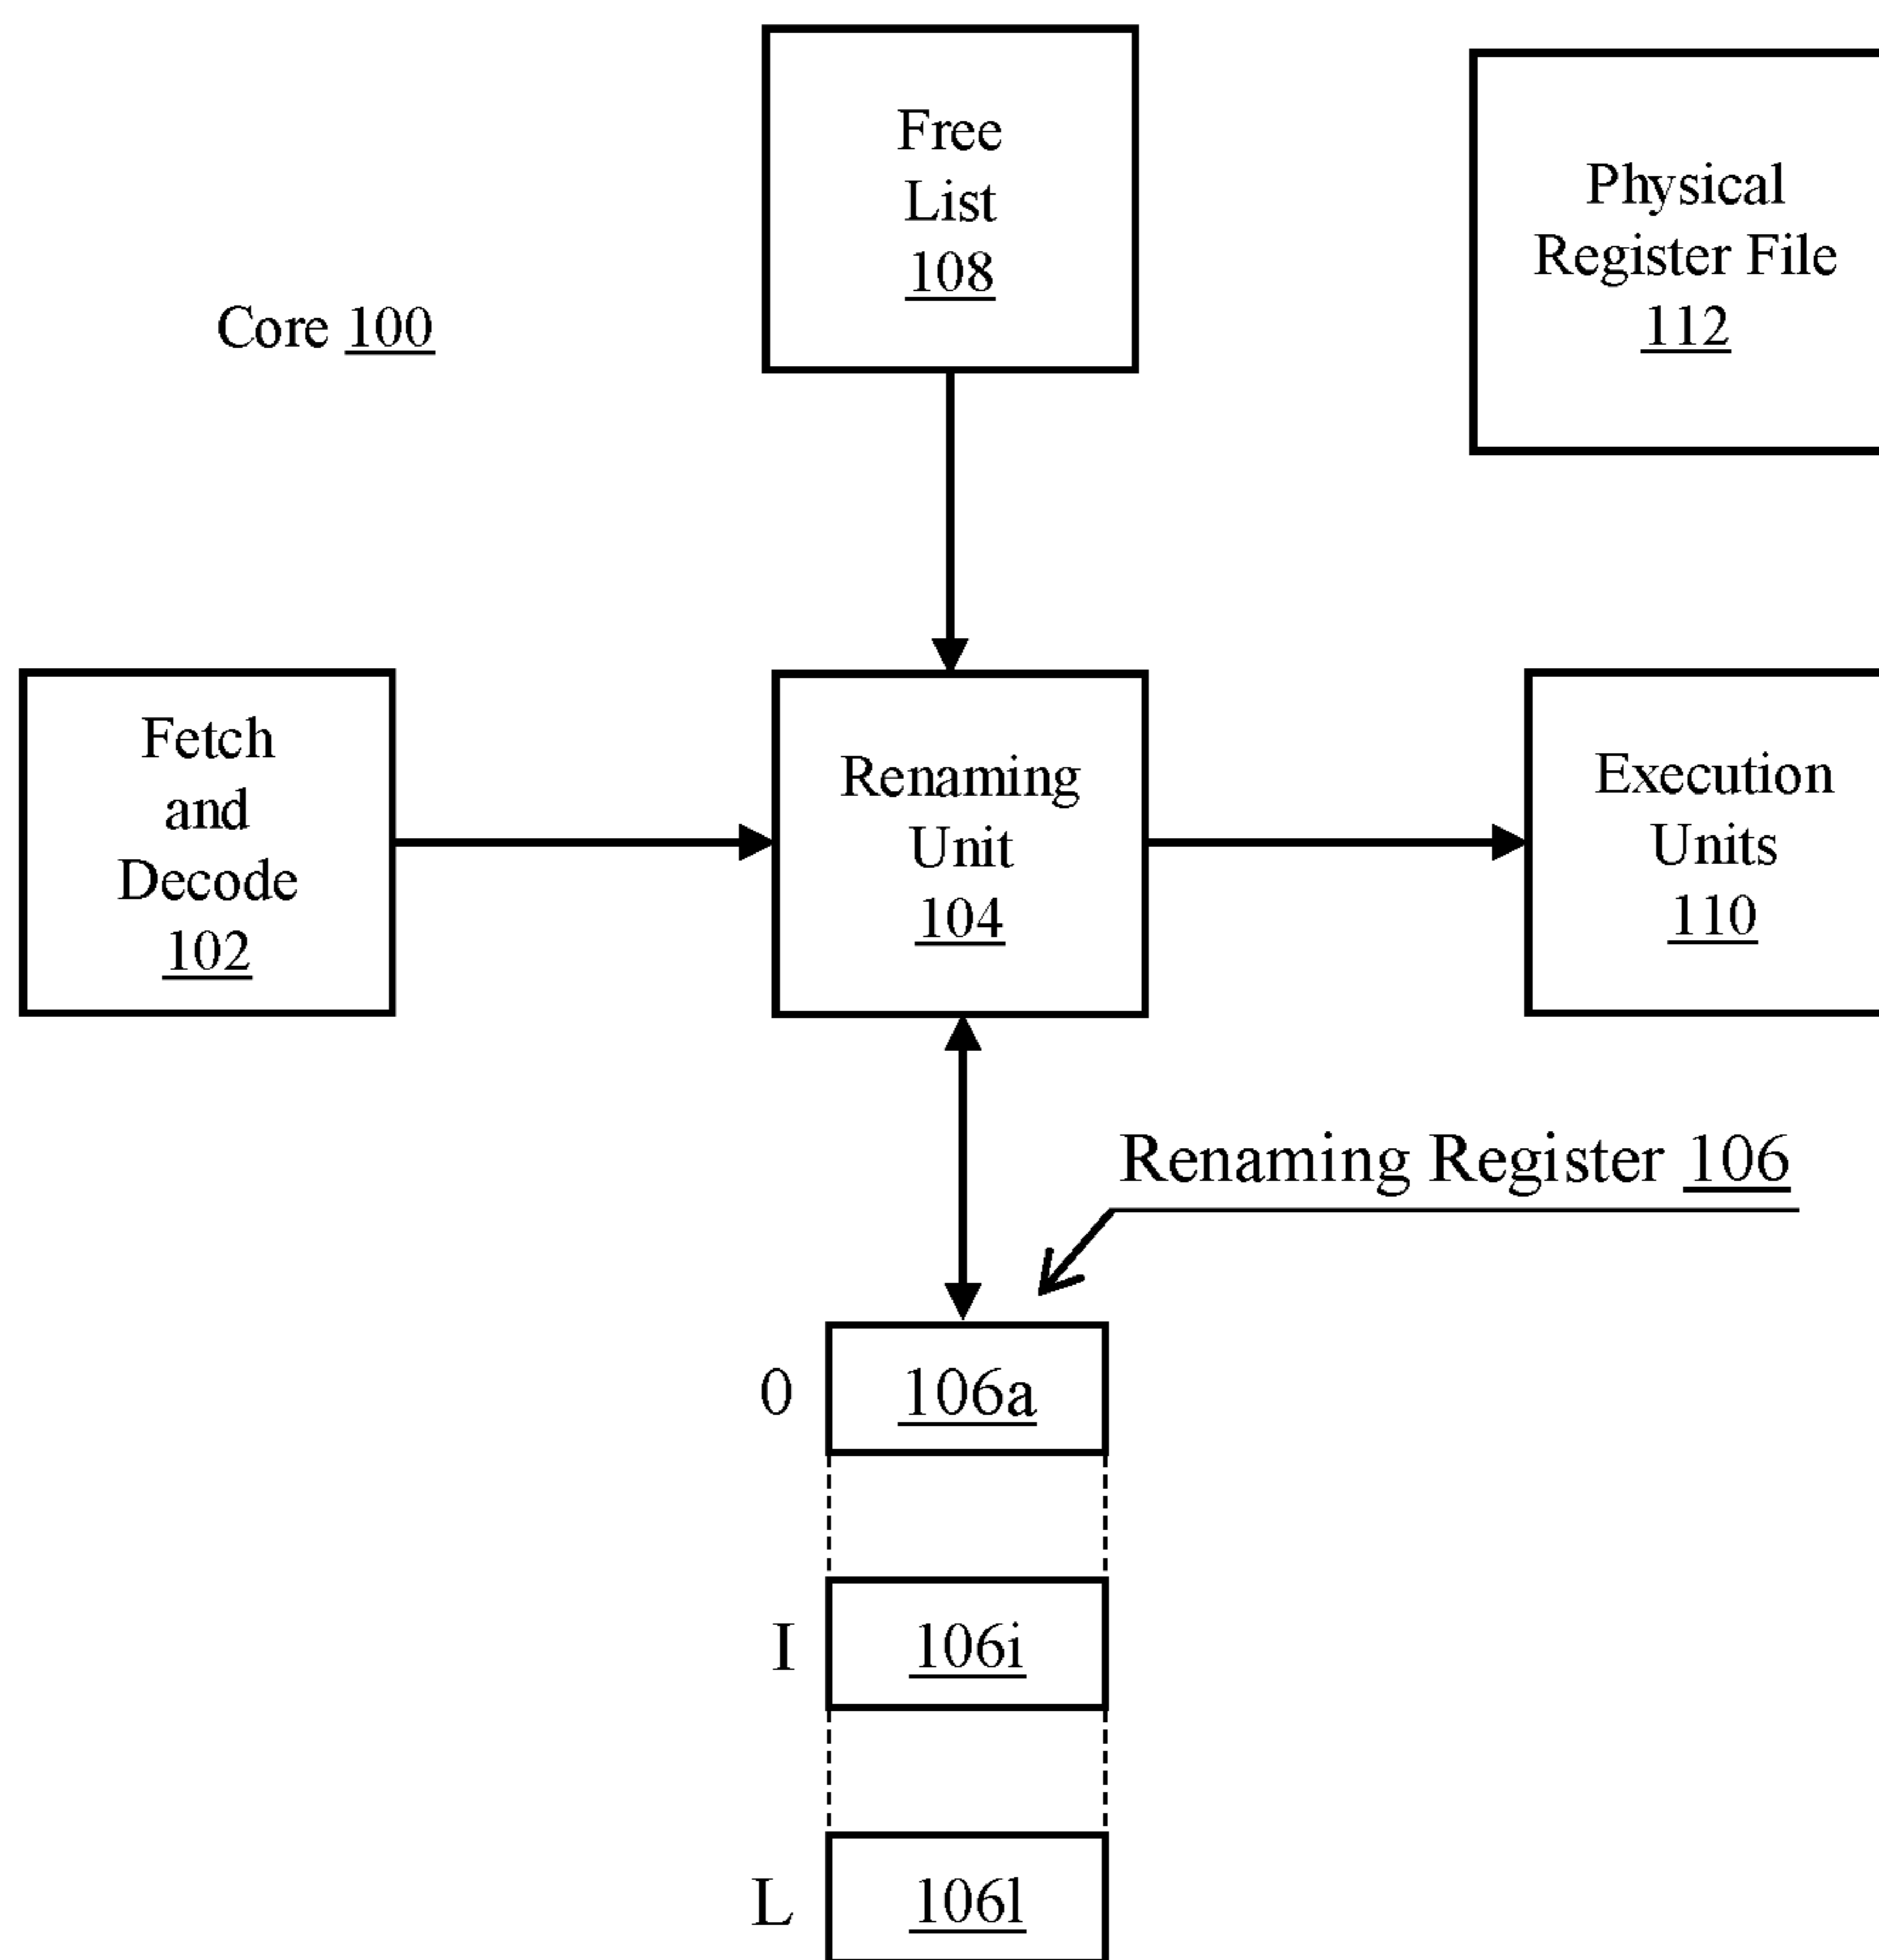 Free
List
108
Physical
Register File
112
Core 100
Fetch
and
Decode
102
Renaming
Unit
104
Execution
Units
110
Renaming Register 106
0 106a
I 106i
L 106l